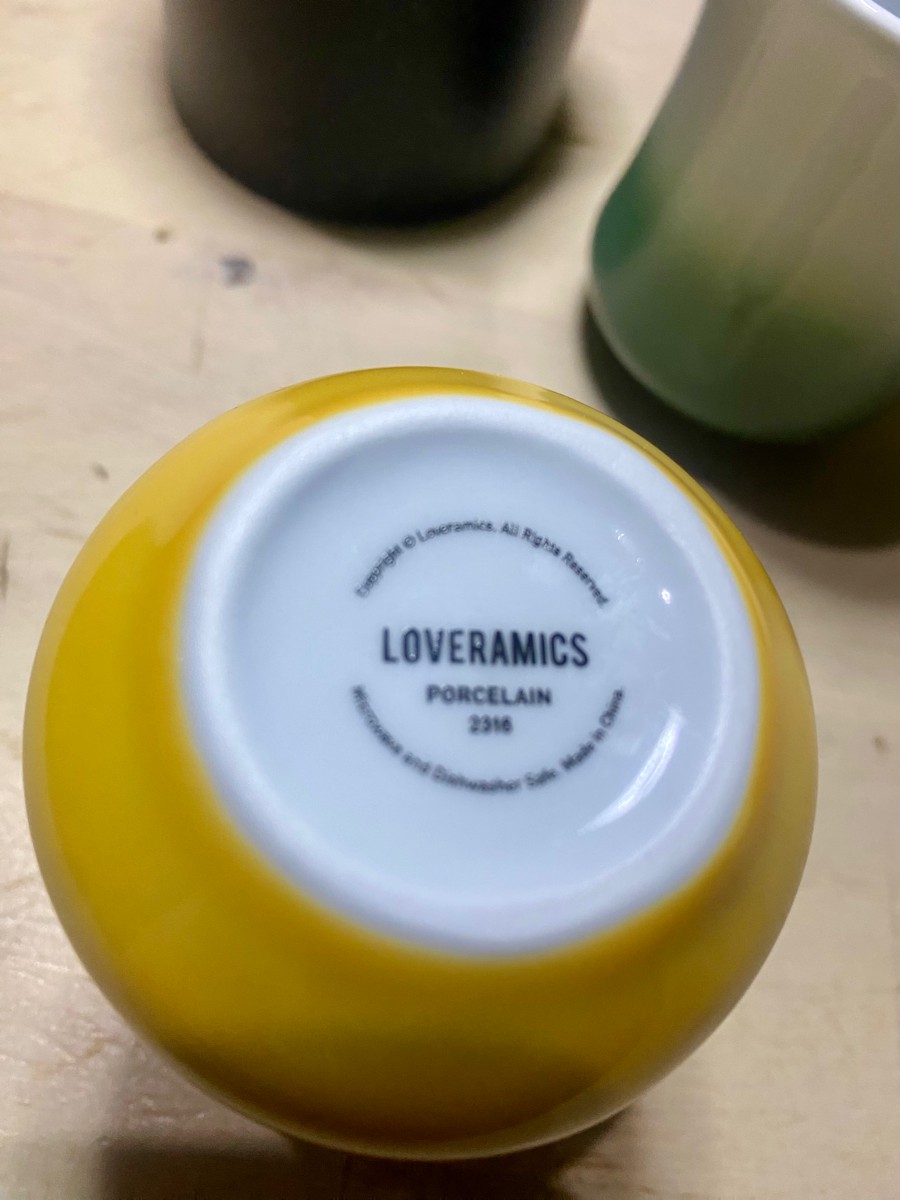 Copyright © Loveramics. All Rights Reserved
LOVERAMICS
PORCELAIN
2316
Microwave and Dishwasher Safe. Made in China